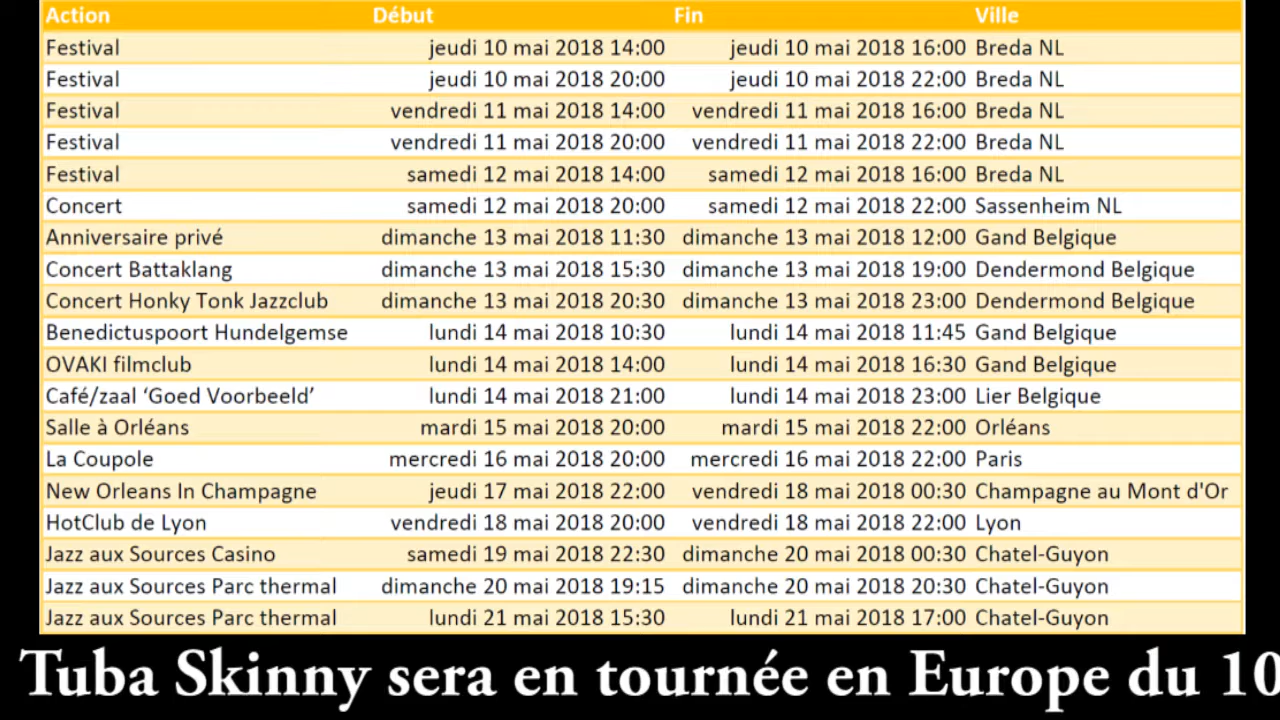 Action Début Fin Ville
Festival jeudi 10 mai 2018 14:00 jeudi 10 mai 2018 16:00 Breda NL
Festival jeudi 10 mai 2018 20:00 jeudi 10 mai 2018 22:00 Breda NL
Festival vendredi 11 mai 2018 14:00 vendredi 11 mai 2018 16:00 Breda NL
Festival vendredi 11 mai 2018 20:00 vendredi 11 mai 2018 22:00 Breda NL
Festival samedi 12 mai 2018 14:00 samedi 12 mai 2018 16:00 Breda NL
Concert samedi 12 mai 2018 20:00 samedi 12 mai 2018 22:00 Sassenheim NL
Anniversaire privé dimanche 13 mai 2018 11:30 dimanche 13 mai 2018 12:00 Gand Belgique
Concert Battaklang dimanche 13 mai 2018 15:30 dimanche 13 mai 2018 19:00 Dendermond Belgique
Concert Honky Tonk Jazzclub dimanche 13 mai 2018 20:30 dimanche 13 mai 2018 23:00 Dendermond Belgique
Benedictuspoort Hundelgemse lundi 14 mai 2018 10:30 lundi 14 mai 2018 11:45 Gand Belgique
OVAKI filmclub lundi 14 mai 2018 14:00 lundi 14 mai 2018 16:30 Gand Belgique
Café/zaal ‘Goed Voorbeeld’ lundi 14 mai 2018 21:00 lundi 14 mai 2018 23:00 Lier Belgique
Salle à Orléans mardi 15 mai 2018 20:00 mardi 15 mai 2018 22:00 Orléans
La Coupole mercredi 16 mai 2018 20:00 mercredi 16 mai 2018 22:00 Paris
New Orleans In Champagne jeudi 17 mai 2018 22:00 vendredi 18 mai 2018 00:30 Champagne au Mont d'Or
HotClub de Lyon vendredi 18 mai 2018 20:00 vendredi 18 mai 2018 22:00 Lyon
Jazz aux Sources Casino samedi 19 mai 2018 22:30 dimanche 20 mai 2018 00:30 Chatel-Guyon
Jazz aux Sources Parc thermal dimanche 20 mai 2018 19:15 dimanche 20 mai 2018 20:30 Chatel-Guyon
Jazz aux Sources Parc thermal lundi 21 mai 2018 15:30 lundi 21 mai 2018 17:00 Chatel-Guyon
Tuba Skinny sera en tournée en Europe du 10